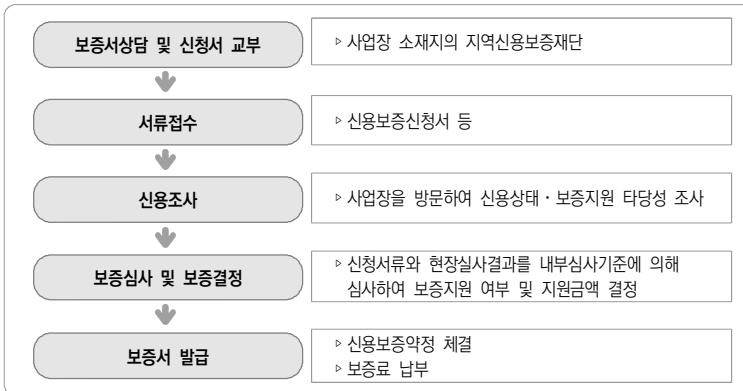 보증서상담 및 신청서 교부
▹ 사업장 소재지의 지역신용보증재단
서류접수
▹ 신용보증신청서 등
신용조사
▹ 사업장을 방문하여 신용상태・보증지원 타당성 조사
보증심사 및 보증결정
▹ 신청서류와 현장실사결과를 내부심사기준에 의해
심사하여 보증지원 여부 및 지원금액 결정
보증서 발급
▹ 신용보증약정 체결
▹ 보증료 납부